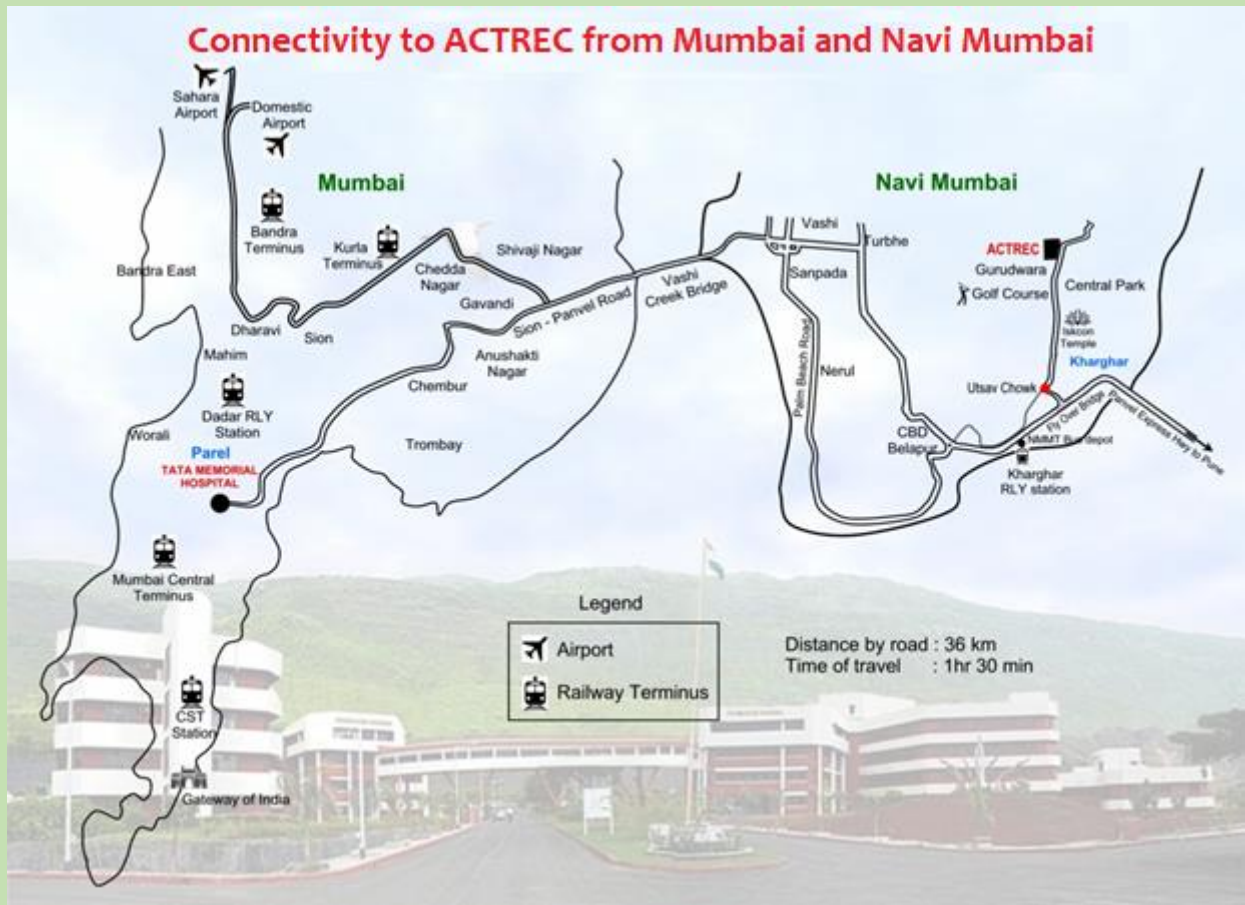 Connectivity to ACTREC from Mumbai and Navi Mumbai
Sahara
Airport
Domestic
Airport
Mumbai
Navi Mumbai
Bandra
Terminus
Kurla
Terminus
Bandra East
Chedda
Nagar
Shivaji Nagar
Gavandi
Dharavi
Sion
Sion - Panvel Road
Vashi
Creek Bridge
Vashi
Turbhe
Sanpada
ACTREC
Gurudwara
Golf Course
Central Park
Iskcon
Temple
Kharghar
Utsav Chowk
Mahim
Anushakti
Nagar
Chembur
Dadar RLY
Station
Palm Beach Road
Nerul
Fly Over Bridge
Panvel Express Hwy to Pune
CBD
Belapur
NMMT Bus depot
Kharghar
RLY station
Worali
Trombay
Parel
TATA MEMORIAL
HOSPITAL
Mumbai Central
Terminus
Legend
Airport
Railway Terminus
Distance by road : 36 km
Time of travel : 1hr 30 min
CST
Station
Gateway of India